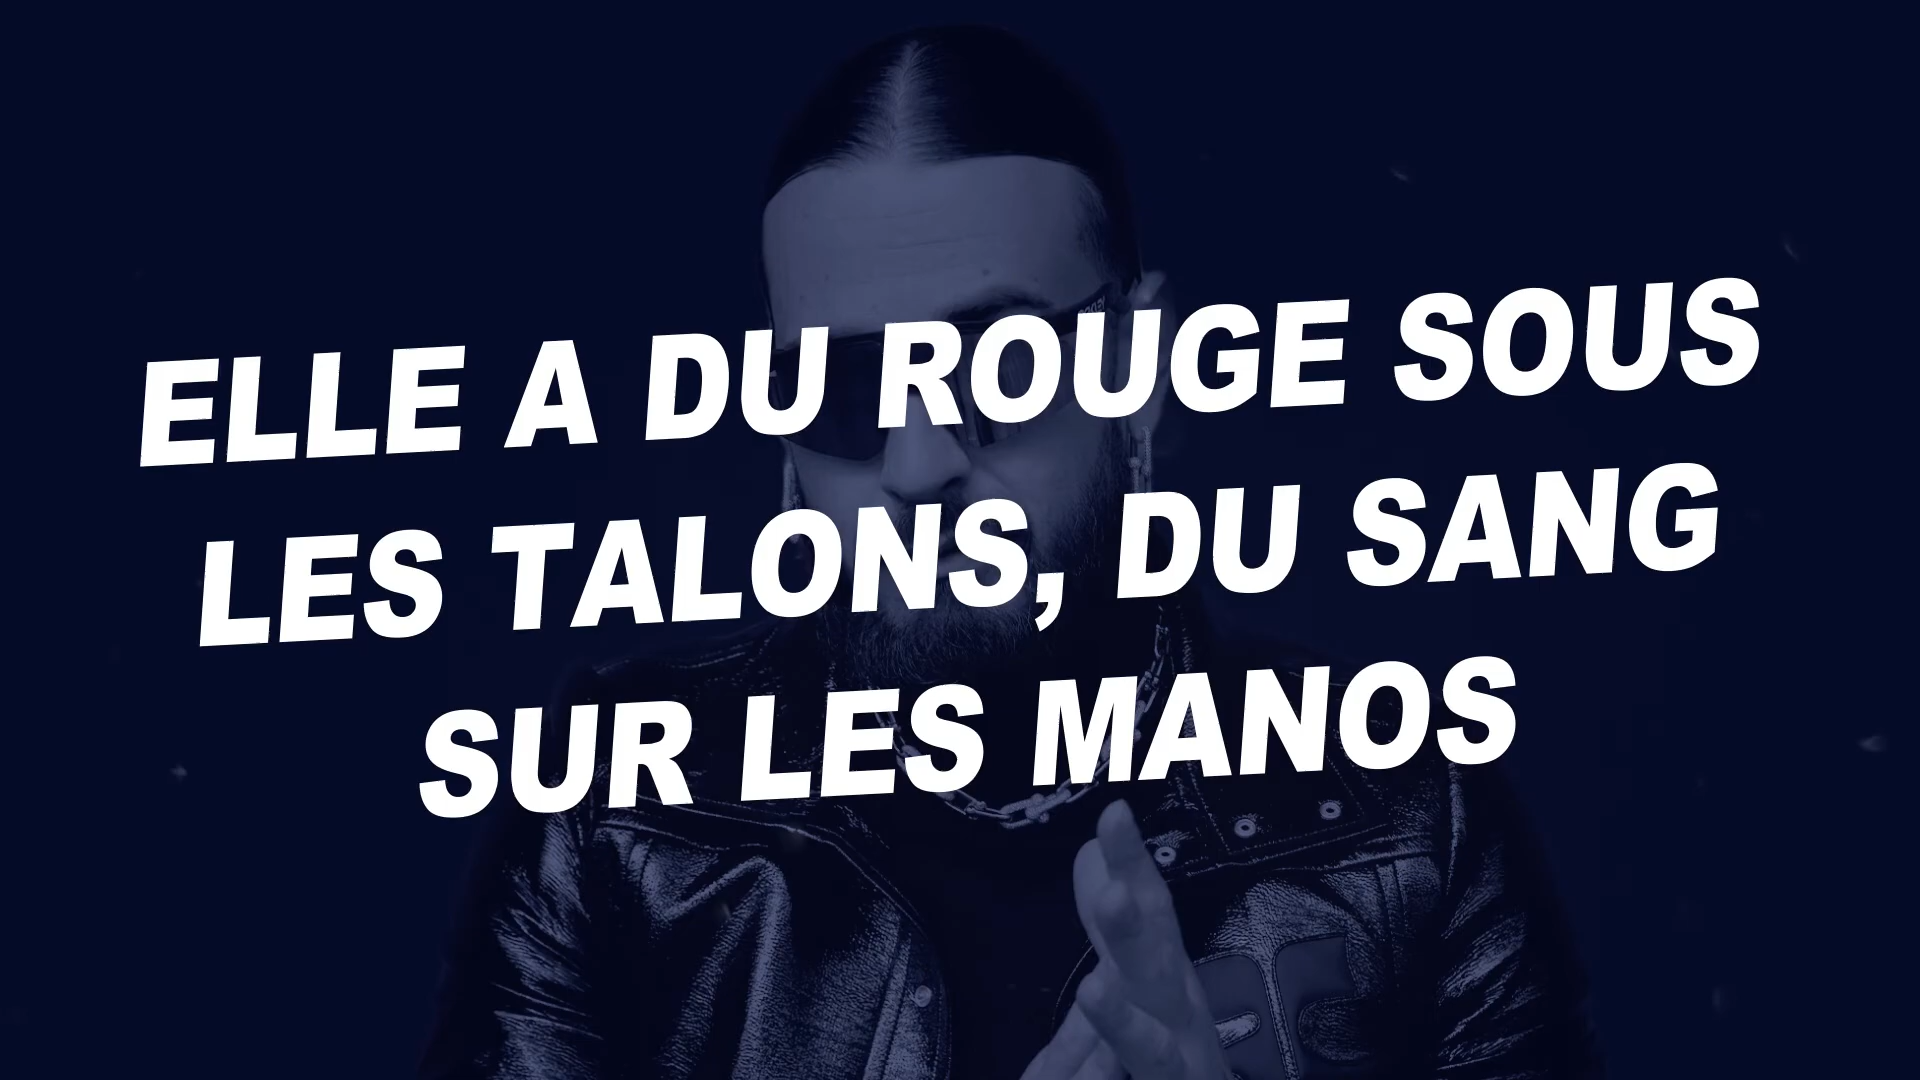 ELLE A DU ROUGE SOUS
LES TALONS, DU SANG
SUR LES MANOS